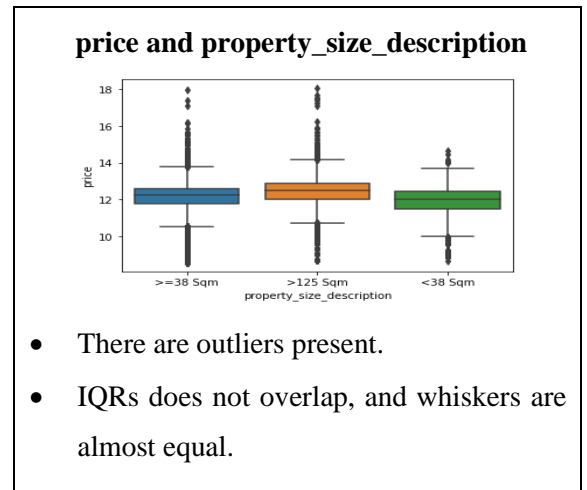 price and property_size_description
18
16
14
12
10
price
>=38 Sqm >125 Sqm <38 Sqm
property_size_description
• There are outliers present.
• IQRs does not overlap, and whiskers are
almost equal.